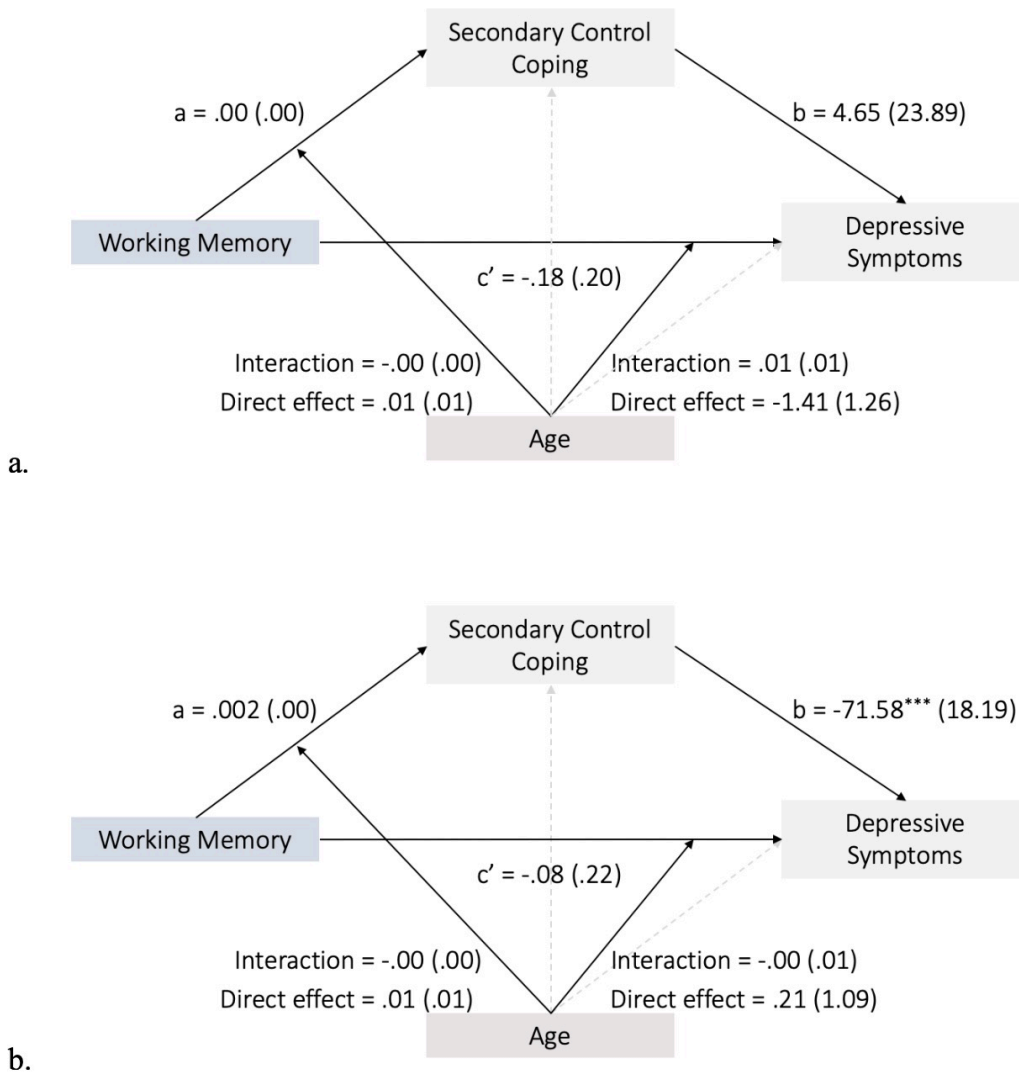 Secondary Control
Coping
a = .00 (.00)
b = 4.65 (23.89)
Working Memory
Depressive
Symptoms
c’ = -.18 (.20)
Interaction = -.00 (.00)
Direct effect = .01 (.01)
Interaction = .01 (.01)
Direct effect = -1.41 (1.26)
Age
a.
Secondary Control
Coping
a = .002 (.00)
b = -71.58*** (18.19)
Working Memory
Depressive
Symptoms
c’ = -.08 (.22)
Interaction = -.00 (.00)
Direct effect = .01 (.01)
Interaction = -.00 (.01)
Direct effect = .21 (1.09)
Age
b.